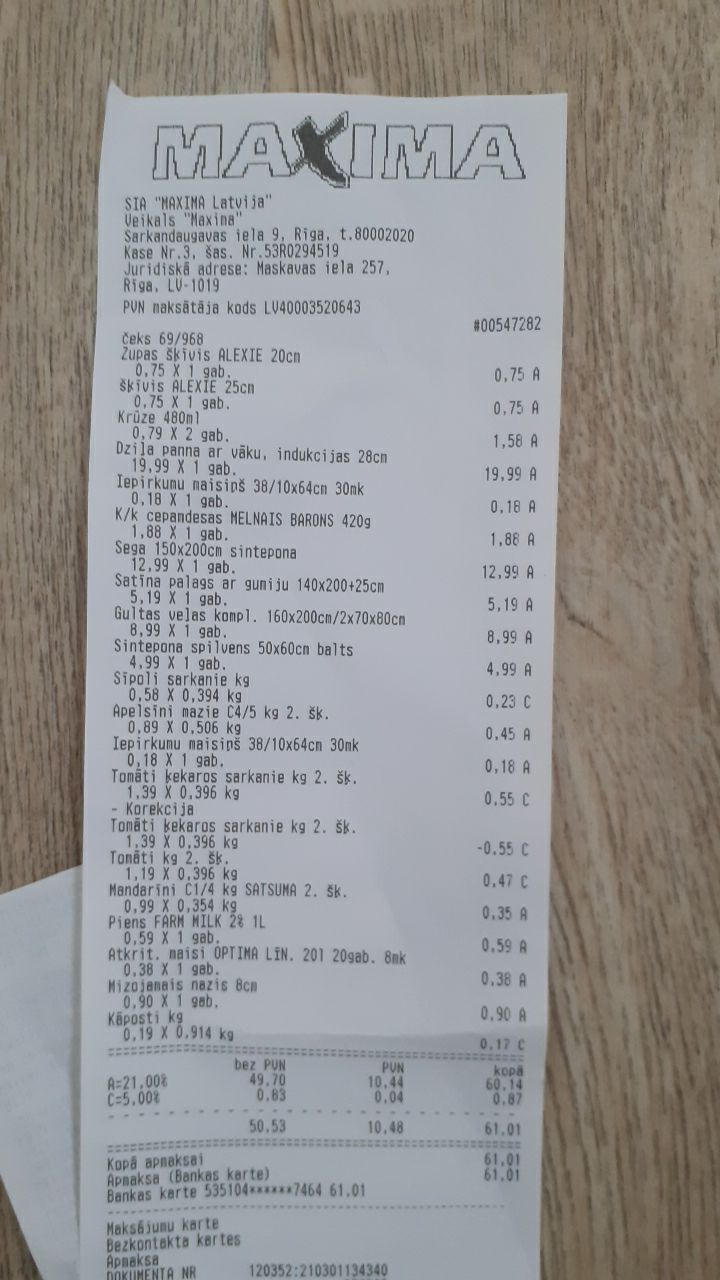 MAXIMA
SIA "MAXIMA Latvija"
Veikals "Maxima"
Sarkandaugavas iela 9, Rīga, t.80002020
Kase Nr.3, šas. Nr.53R0294519
Juridiskā adrese: Maskavas iela 257,
Rīga, LV-1019
PVN maksātāja kods LV40003520643
#00547282
Čeks 69/968
Zupas šķīvis ALEXIE 20cm
0,75 X 1 gab. 0,75 A
Šķīvis ALEXIE 25cm
0,75 X 1 gab. 0,75 A
Krūze 480ml
0,79 X 2 gab. 1,58 A
Dziļa panna ar vāku, indukcijas 28cm
19,99 X 1 gab. 19,99 A
Iepirkumu maisiņš 38/10x64cm 30mk
0,18 X 1 gab. 0,18 A
K/k cepamdesas MELNAIS BARONS 420g
1,88 X 1 gab. 1,88 A
Sega 150x200cm sintepona
12,99 X 1 gab. 12,99 A
Satīna palags ar gumiju 140x200+25cm
5,19 X 1 gab. 5,19 A
Gultas veļas kompl. 160x200cm/2x70x80cm
8,99 X 1 gab. 8,99 A
Sintepona spilvens 50x60cm balts
4,99 X 1 gab. 4,99 A
Sīpoli sarkanie kg
0,58 X 0,394 kg 0,23 C
Apelsīni mazie C4/5 kg 2. šķ.
0,89 X 0,506 kg 0,45 A
Iepirkumu maisiņš 38/10x64cm 30mk
0,18 X 1 gab. 0,18 A
Tomāti ķekaros sarkanie kg 2. šķ.
1,39 X 0,396 kg 0,55 C
- Korekcija
Tomāti ķekaros sarkanie kg 2. šķ.
1,39 X 0,396 kg -0,55 C
Tomāti kg 2. šķ.
1,19 X 0,396 kg 0,47 C
Mandarīni C1/4 kg SATSUMA 2. šķ.
0,99 X 0,354 kg 0,35 A
Piens FARM MILK 2% 1L
0,59 X 1 gab. 0,59 A
Atkrit. maisi OPTIMA LĪN. 20l 20gab. 8mk
0,38 X 1 gab. 0,38 A
Mizojamais nazis 8cm
0,90 X 1 gab. 0,90 A
Kāposti kg
0,19 X 0,914 kg 0,17 C
bez PVN PVN kopā
A=21,00% 49,70 10,44 60,14
C=5,00% 0,83 0,04 0,87
50,53 10,48 61,01
Kopā apmaksai 61,01
Apmaksa (Bankas karte) 61,01
Bankas karte 535104******7464 61.01
Maksājumu karte
Bezkontakta kartes
Apmaksa
DOKUMENTA NR 120352:210301134340